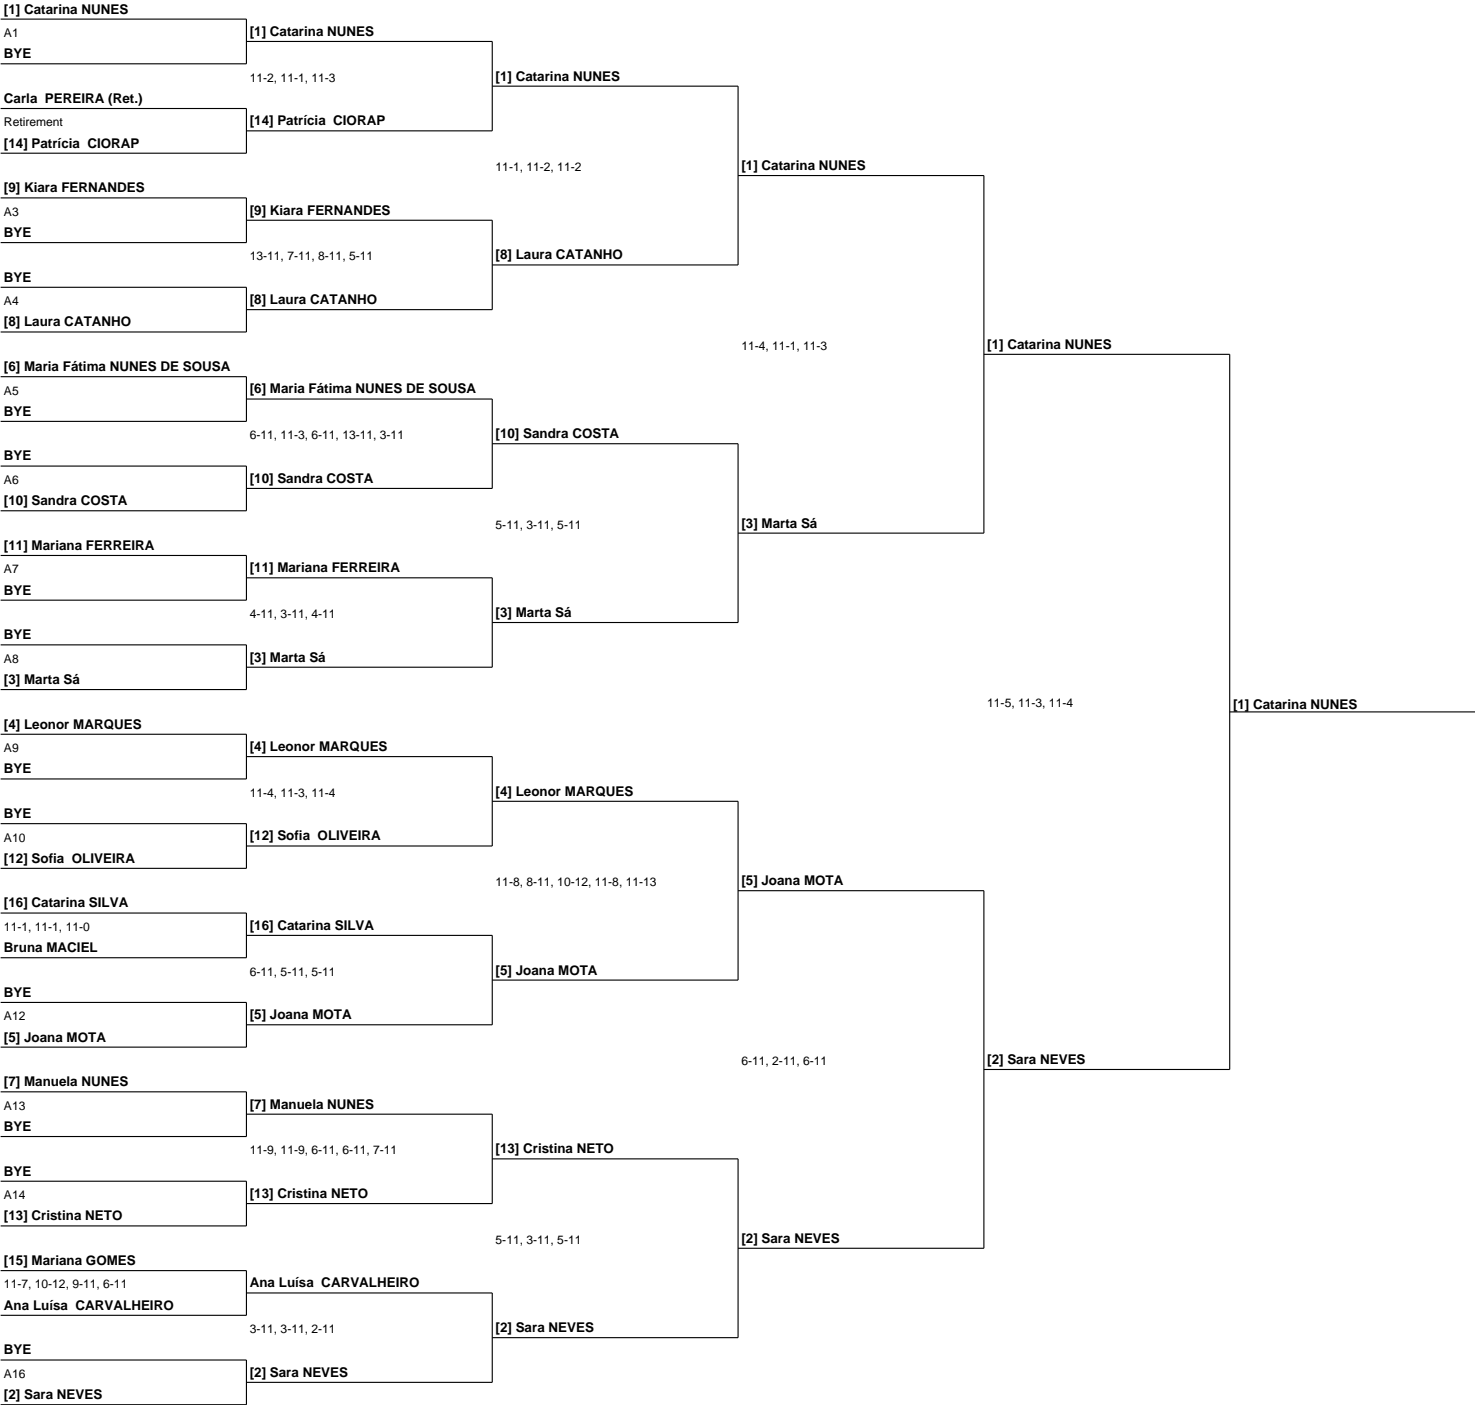 [1] Catarina NUNES
A1
BYE
Carla PEREIRA (Ret.)
Retirement
[14] Patrícia CIORAP
[9] Kiara FERNANDES
A3
BYE
BYE
A4
[8] Laura CATANHO
[6] Maria Fátima NUNES DE SOUSA
A5
BYE
BYE
A6
[10] Sandra COSTA
[11] Mariana FERREIRA
A7
BYE
BYE
A8
[3] Marta Sá
[4] Leonor MARQUES
A9
BYE
BYE
A10
[12] Sofia OLIVEIRA
[16] Catarina SILVA
11-1, 11-1, 11-0
Bruna MACIEL
BYE
A12
[5] Joana MOTA
[7] Manuela NUNES
A13
BYE
BYE
A14
[13] Cristina NETO
[15] Mariana GOMES
11-7, 10-12, 9-11, 6-11
Ana Luísa CARVALHEIRO
BYE
A16
[2] Sara NEVES
[1] Catarina NUNES
11-2, 11-1, 11-3
[14] Patrícia CIORAP
[9] Kiara FERNANDES
13-11, 7-11, 8-11, 5-11
[8] Laura CATANHO
[6] Maria Fátima NUNES DE SOUSA
6-11, 11-3, 6-11, 13-11, 3-11
[10] Sandra COSTA
[11] Mariana FERREIRA
4-11, 3-11, 4-11
[3] Marta Sá
[4] Leonor MARQUES
11-4, 11-3, 11-4
[12] Sofia OLIVEIRA
[16] Catarina SILVA
6-11, 5-11, 5-11
[5] Joana MOTA
[7] Manuela NUNES
11-9, 11-9, 6-11, 6-11, 7-11
[13] Cristina NETO
Ana Luísa CARVALHEIRO
3-11, 3-11, 2-11
[2] Sara NEVES
[1] Catarina NUNES
11-1, 11-2, 11-2
[8] Laura CATANHO
[10] Sandra COSTA
5-11, 3-11, 5-11
[3] Marta Sá
[4] Leonor MARQUES
11-8, 8-11, 10-12, 11-8, 11-13
[5] Joana MOTA
[13] Cristina NETO
5-11, 3-11, 5-11
[2] Sara NEVES
[1] Catarina NUNES
11-4, 11-1, 11-3
[3] Marta Sá
[5] Joana MOTA
6-11, 2-11, 6-11
[2] Sara NEVES
[1] Catarina NUNES
11-5, 11-3, 11-4
[2] Sara NEVES
[1] Catarina NUNES